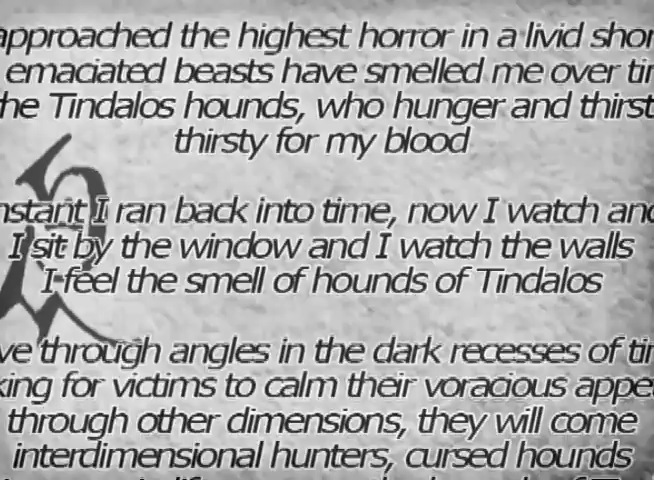 approached the highest horror in a livid shor
emaciated beasts have smelled me over tir
he Tindalos hounds, who hunger and thirst
thirsty for my blood
nstant I ran back into time, now I watch and
I sit by the window and I watch the walls
I feel the smell of hounds of Tindalos
ve through angles in the dark recesses of tir
king for victims to calm their voracious appe
through other dimensions, they will come
interdimensional hunters, cursed hounds